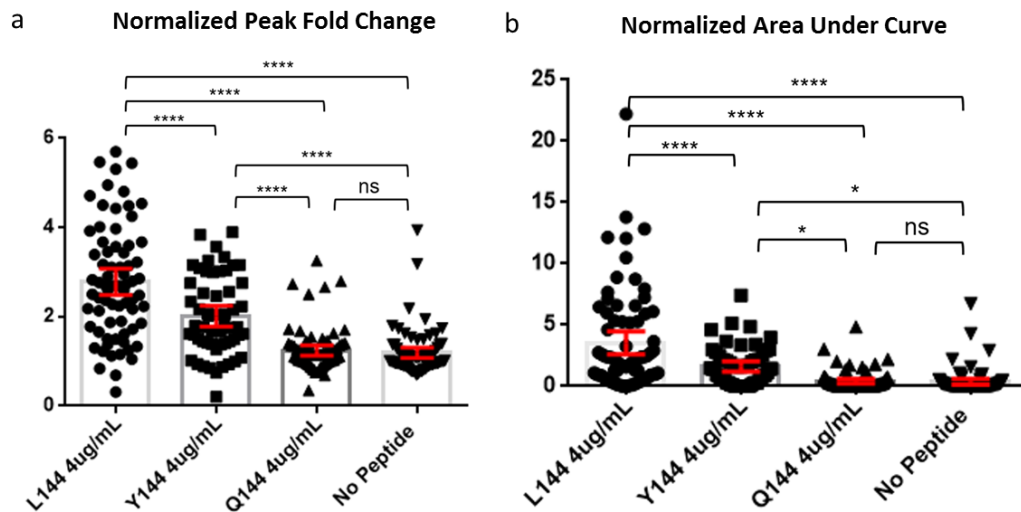 a
Normalized Peak Fold Change
****
****
****
****
****
ns
6
4
2
0
L144 4ug/mL
Y144 4ug/mL
Q144 4ug/mL
No Peptide
b
Normalized Area Under Curve
****
****
****
*
*
ns
25
20
15
10
5
0
L144 4ug/mL
Y144 4ug/mL
Q144 4ug/mL
No Peptide